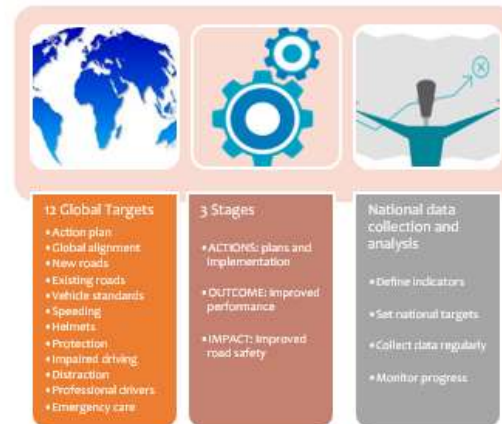 12 Global Targets
•Action plan
•Global alignment
•New roads
•Existing roads
•Vehicle standards
•Speeding
•Helmets
•Protection
•Impaired driving
•Distraction
•Professional drivers
•Emergency care
3 Stages
•ACTIONS: plans and
implementation
•OUTCOME: Improved
performance
•IMPACT: Improved
road safety
National data
collection and
analysis
•Define indicators
•Set national targets
•Collect data regularly
•Monitor progress